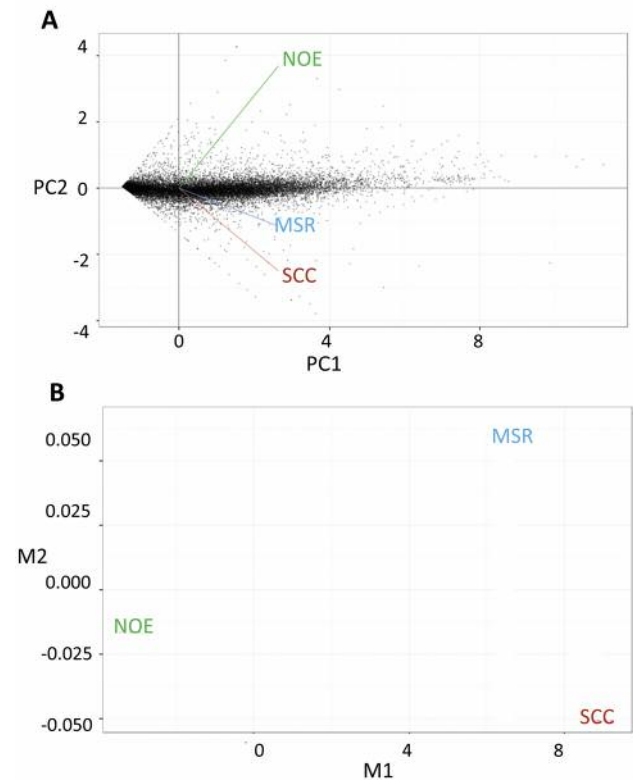 A
4
NOE
2
PC2 0
MSR
-2
SCC
-4
0 4 8
PC1
B
0.050
MSR
0.025
M2
0.000
NOE
-0.025
-0.050
SCC
0 4 8
M1